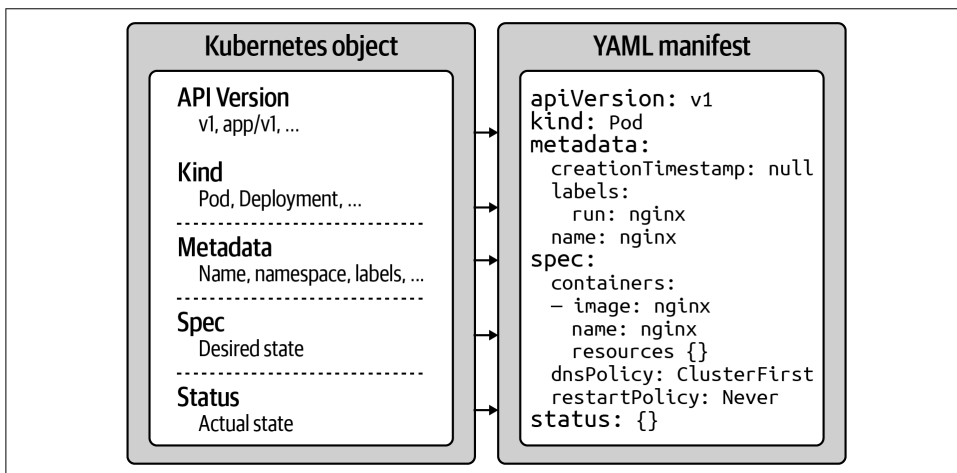 Kubernetes object
API Version
v1, app/v1, ...
Kind
Pod, Deployment, ...
Metadata
Name, namespace, labels, ...
Spec
Desired state
Status
Actual state
YAML manifest
apiVersion: v1
kind: Pod
metadata:
  creationTimestamp: null
  labels:
    run: nginx
  name: nginx
spec:
  containers:
  – image: nginx
    name: nginx
    resources {}
  dnsPolicy: ClusterFirst
  restartPolicy: Never
status: {}